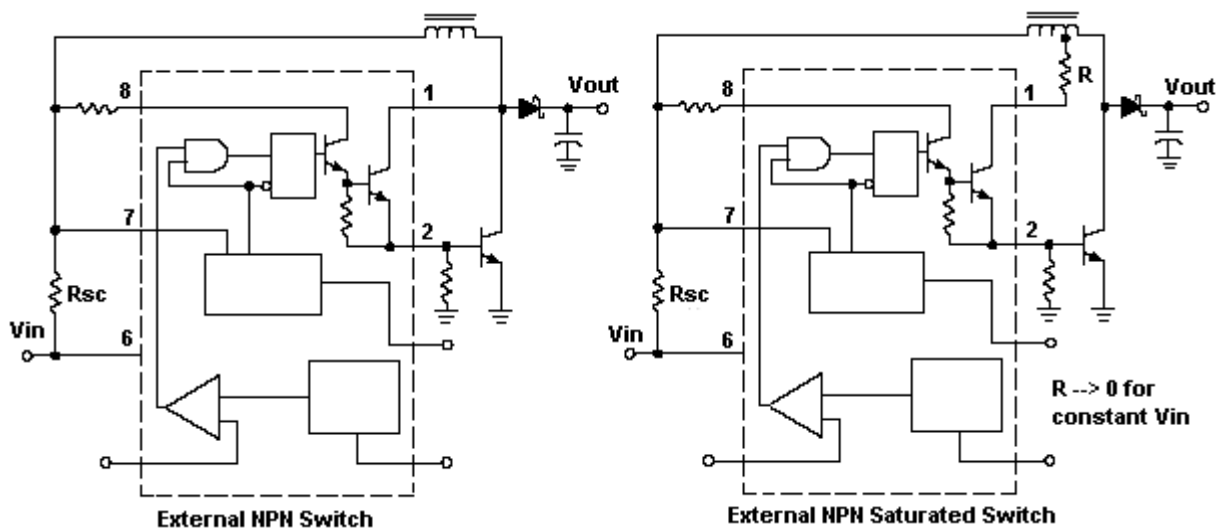 Vout
8
1
7
2
Rsc
Vin
6
External NPN Switch
R
Vout
8
1
7
2
Rsc
Vin
6
R --> 0 for
constant Vin
External NPN Saturated Switch